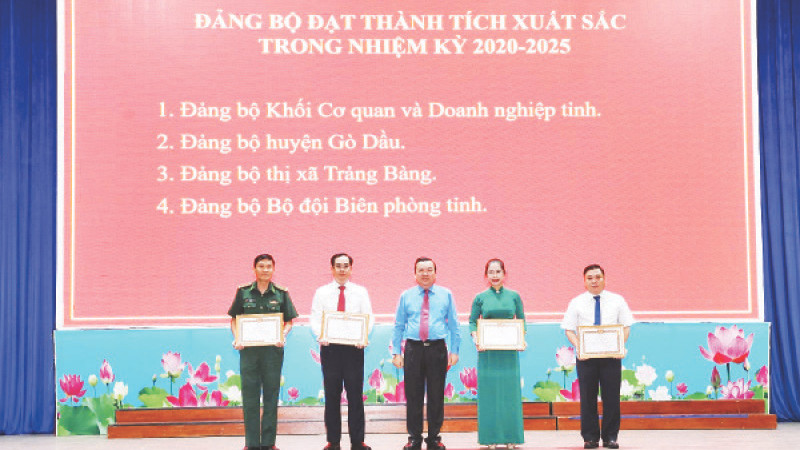 ĐẢNG BỘ ĐẠT THÀNH TÍCH XUẤT SẮC
TRONG NHIỆM KỲ 2020-2025
1. Đảng bộ Khối Cơ quan và Doanh nghiệp tỉnh.
2. Đảng bộ huyện Gò Dầu.
3. Đảng bộ thị xã Trảng Bàng.
4. Đảng bộ Bộ đội Biên phòng tỉnh.